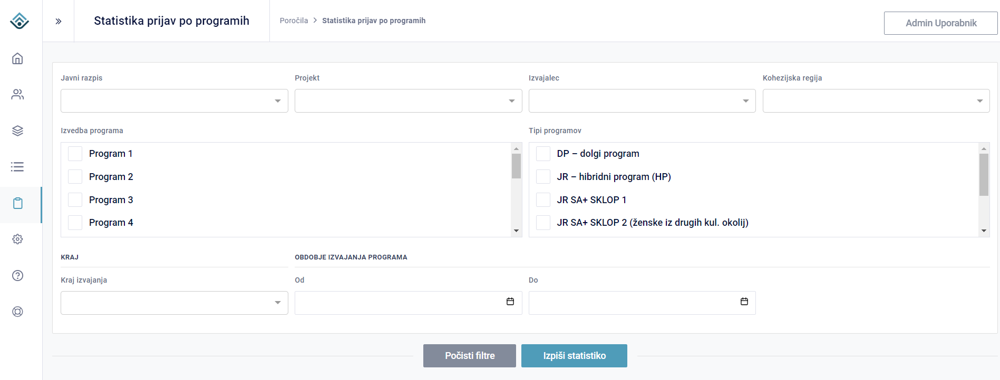 Statistika prijav po programih
Poročila > Statistika prijav po programih
Admin Uporabnik
Javni razpis
Projekt
Izvajalec
Kohezijska regija
Izvedba programa
Program 1
Program 2
Program 3
Program 4
Tipi programov
DP – dolgi program
JR – hibridni program (HP)
JR SA+ SKLOP 1
JR SA+ SKLOP 2 (ženske iz drugih kul. okolij)
KRAJ
Kraj izvajanja
OBDOBJE IZVAJANJA PROGRAMA
Od
Do
Počisti filtre
Izpiši statistiko